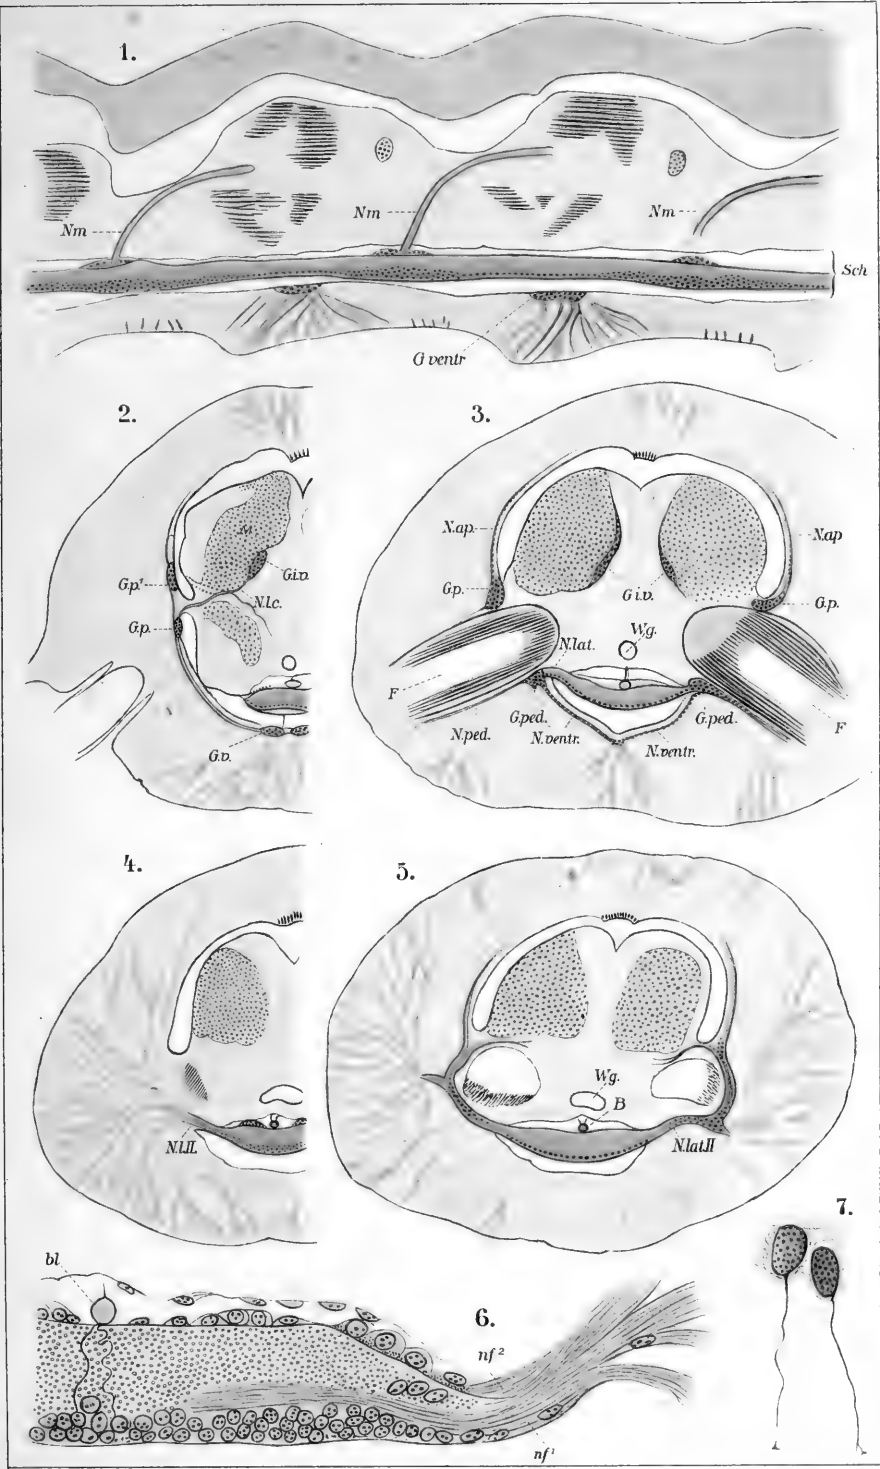 1.
Nm
Nm
Nm
Sch
G ventr
2.
3.
M
G.p.¹
G.i.v.
N.l.c.
G.p.
G.v.
N.ap.
N.ap
G.p.
G.i.v.
G.p.
Wg.
N.lat.
F
N.ped.
G.ped.
N.ventr.
N.ventr.
G.ped.
F
4.
5.
N.l.II.
Wg.
B
N.lat.II
7.
bl
6.
nf²
nf¹